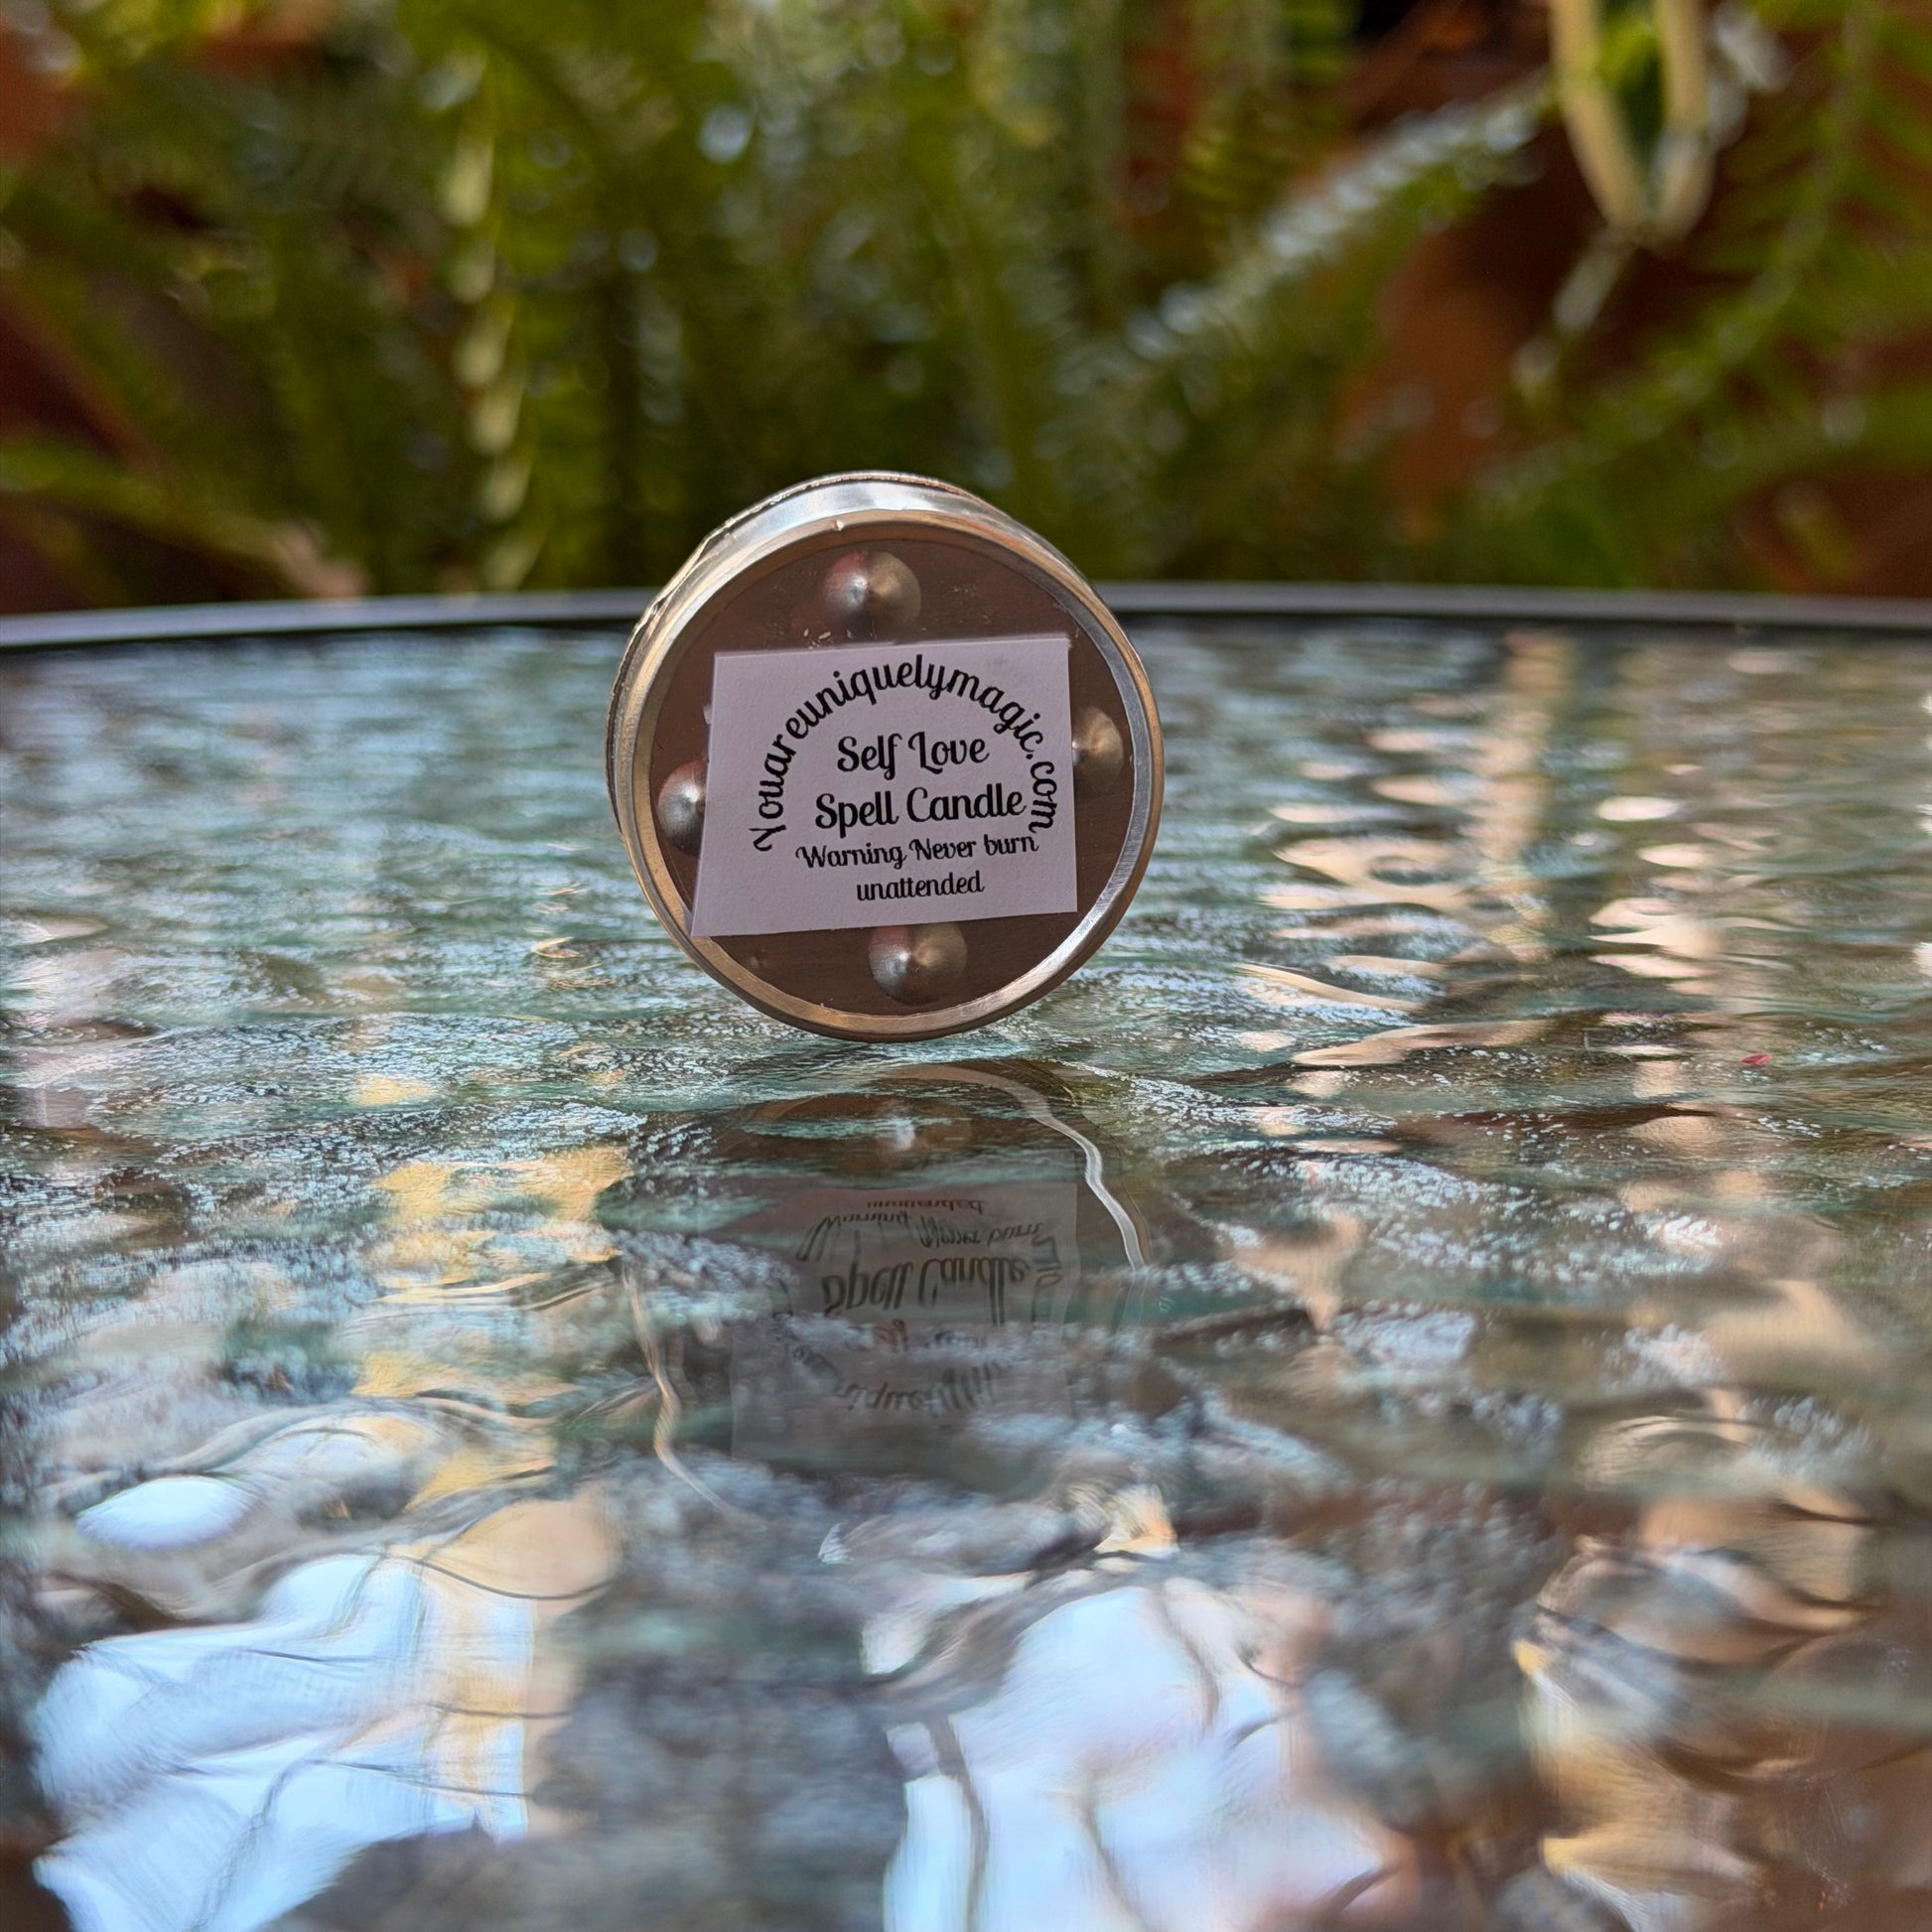 Youareuniquelymagic.com
Self Love
Spell Candle
Warning Never burn
unattended